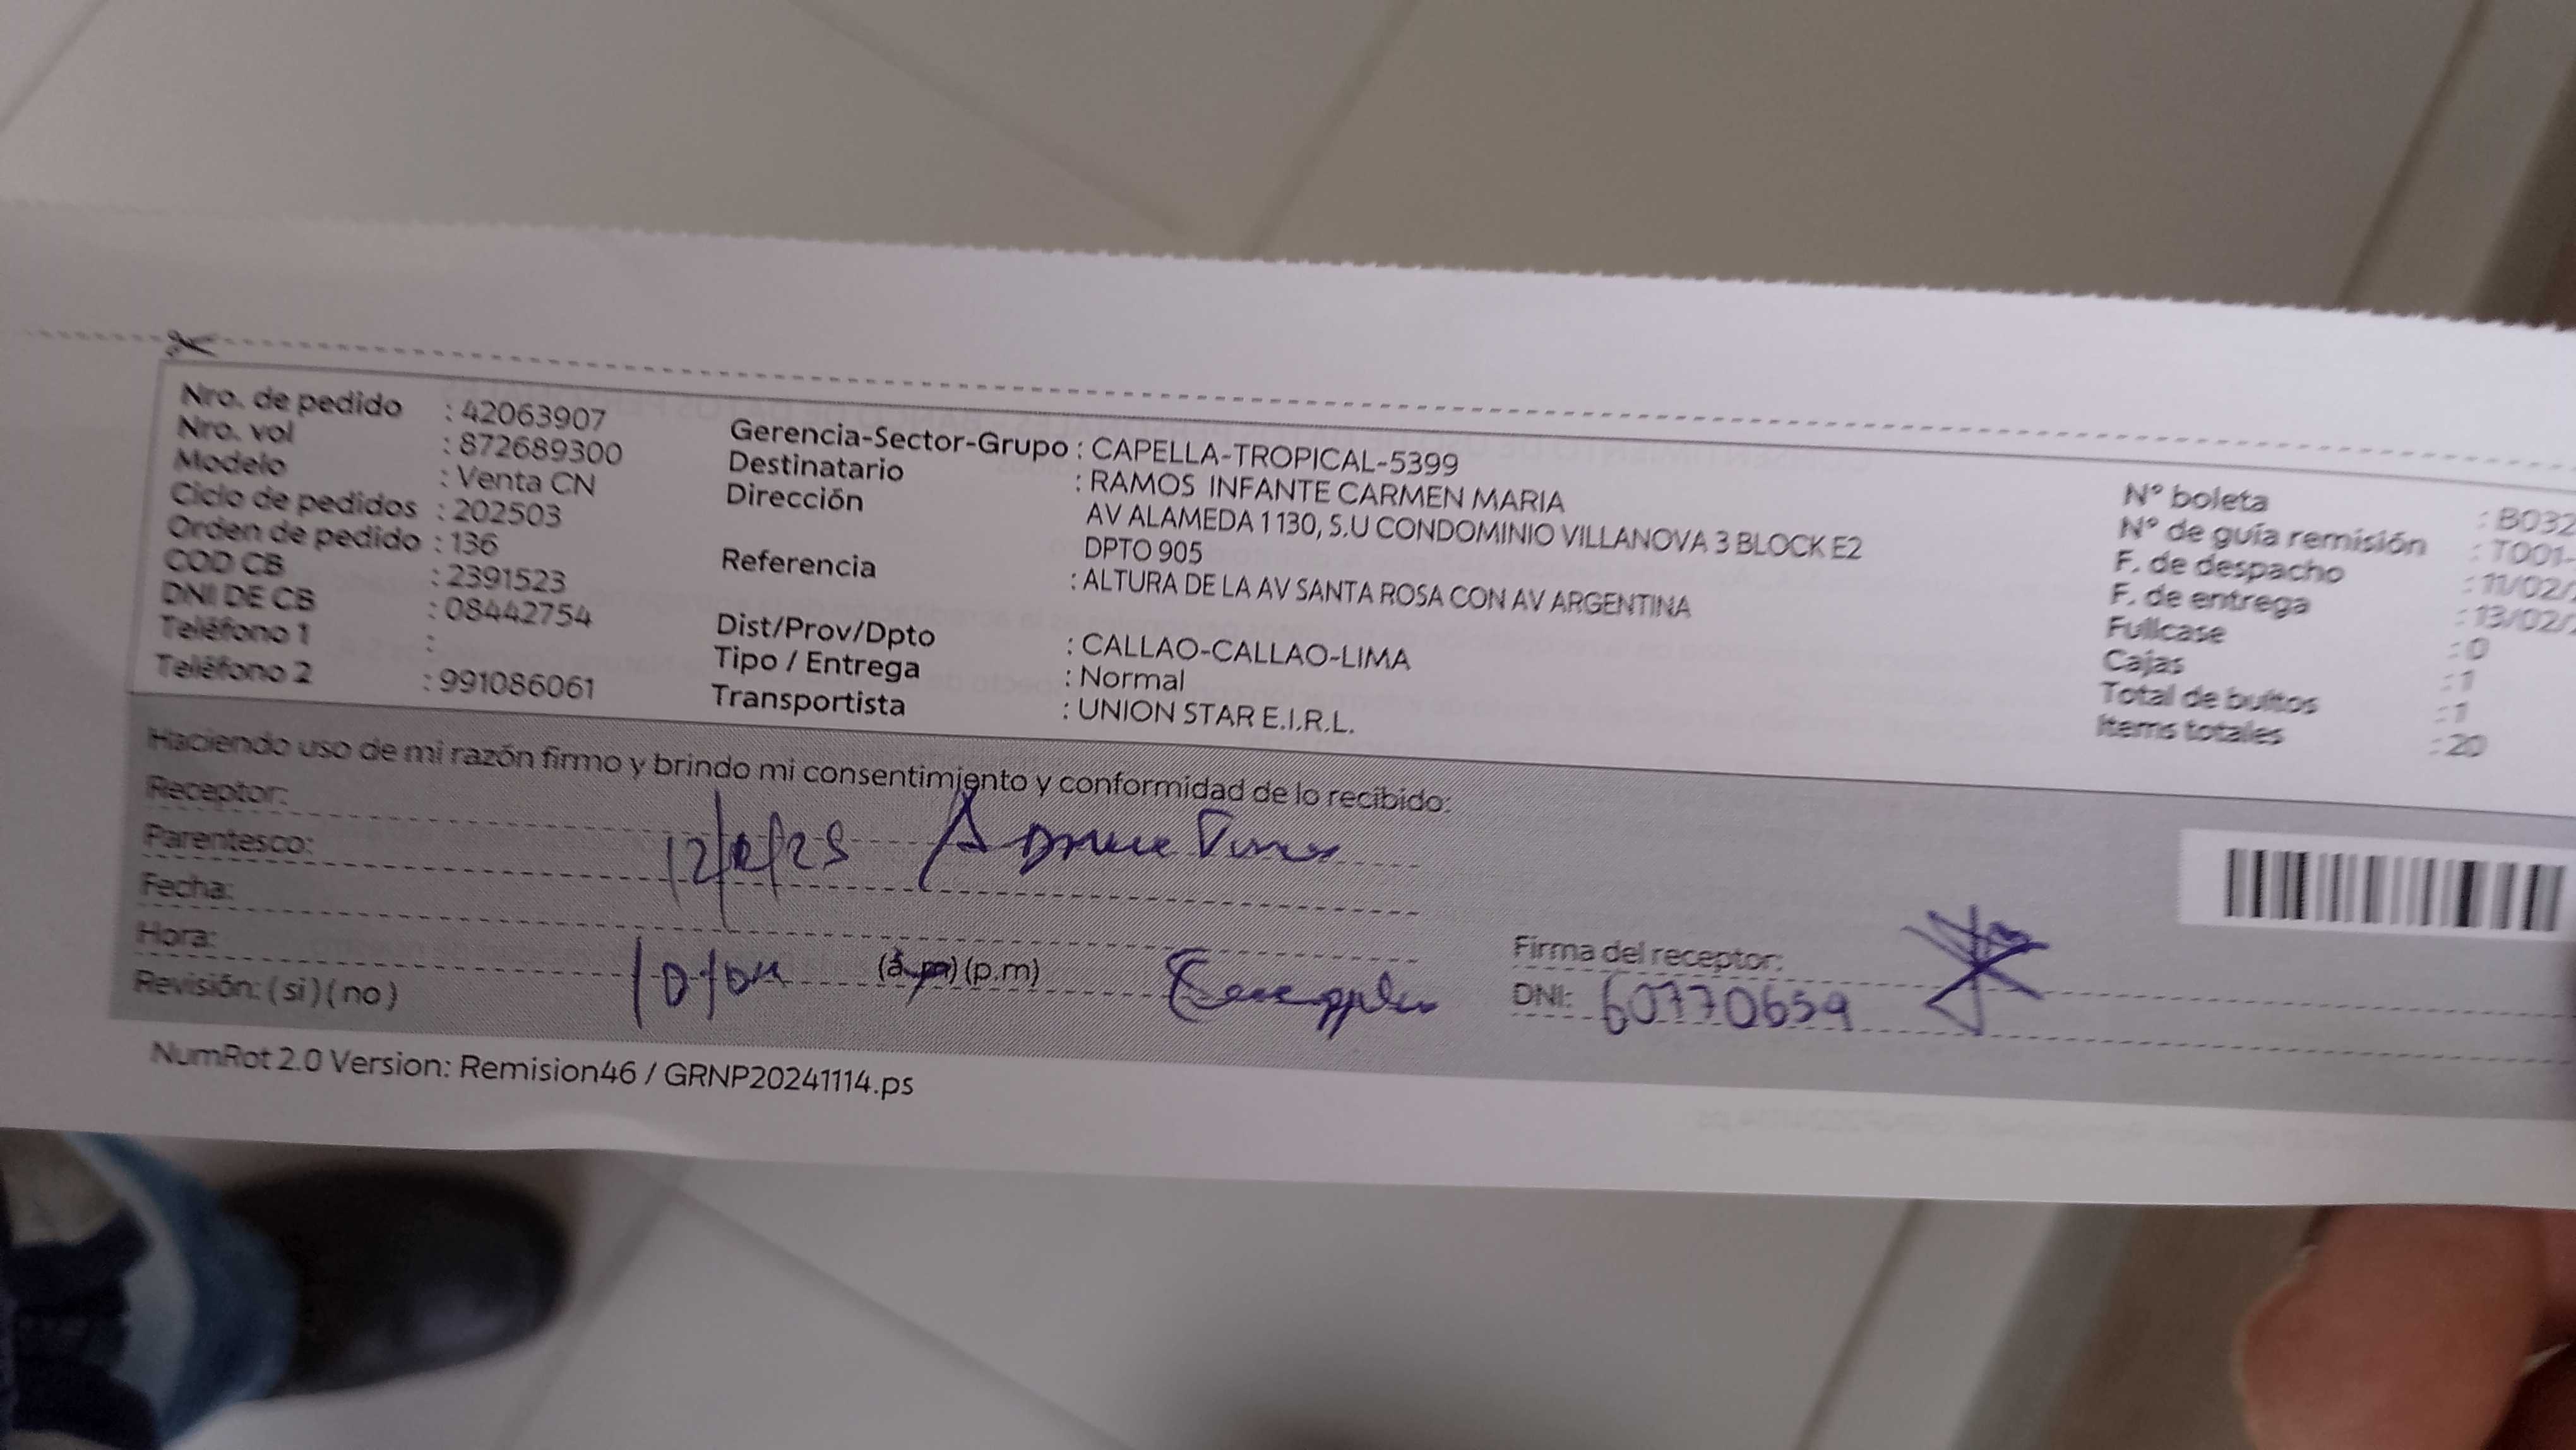 Nro. de pedido : 42063907
Nro. vol : 872689300
Modelo : Venta CN
Ciclo de pedidos : 202503
Orden de pedido : 136
COD CB : 2391523
DNI DE CB : 08442754
Teléfono 1 :
Teléfono 2 : 991086061
Gerencia-Sector-Grupo : CAPELLA-TROPICAL-5399
Destinatario : RAMOS INFANTE CARMEN MARIA
Dirección AV ALAMEDA 1 130, S.U CONDOMINIO VILLANOVA 3 BLOCK E2
DPTO 905
Referencia : ALTURA DE LA AV SANTA ROSA CON AV ARGENTINA
Dist/Prov/Dpto : CALLAO-CALLAO-LIMA
Tipo / Entrega : Normal
Transportista : UNION STAR E.I.R.L.
N° boleta : B032
N° de guía remisión : T001-
F. de despacho : 11/02/
F. de entrega : 13/02/
Fullcase : 0
Cajas : 1
Total de bultos : 1
Items totales : 20
Haciendo uso de mi razón firmo y brindo mi consentimiento y conformidad de lo recibido:
Receptor:
Parentesco:
Fecha:
Hora: (a.m) (p.m)
Revisión: ( si ) ( no )
Firma del receptor:
DNI: 60770659
NumRot 2.0 Version: Remision46 / GRNP20241114.ps